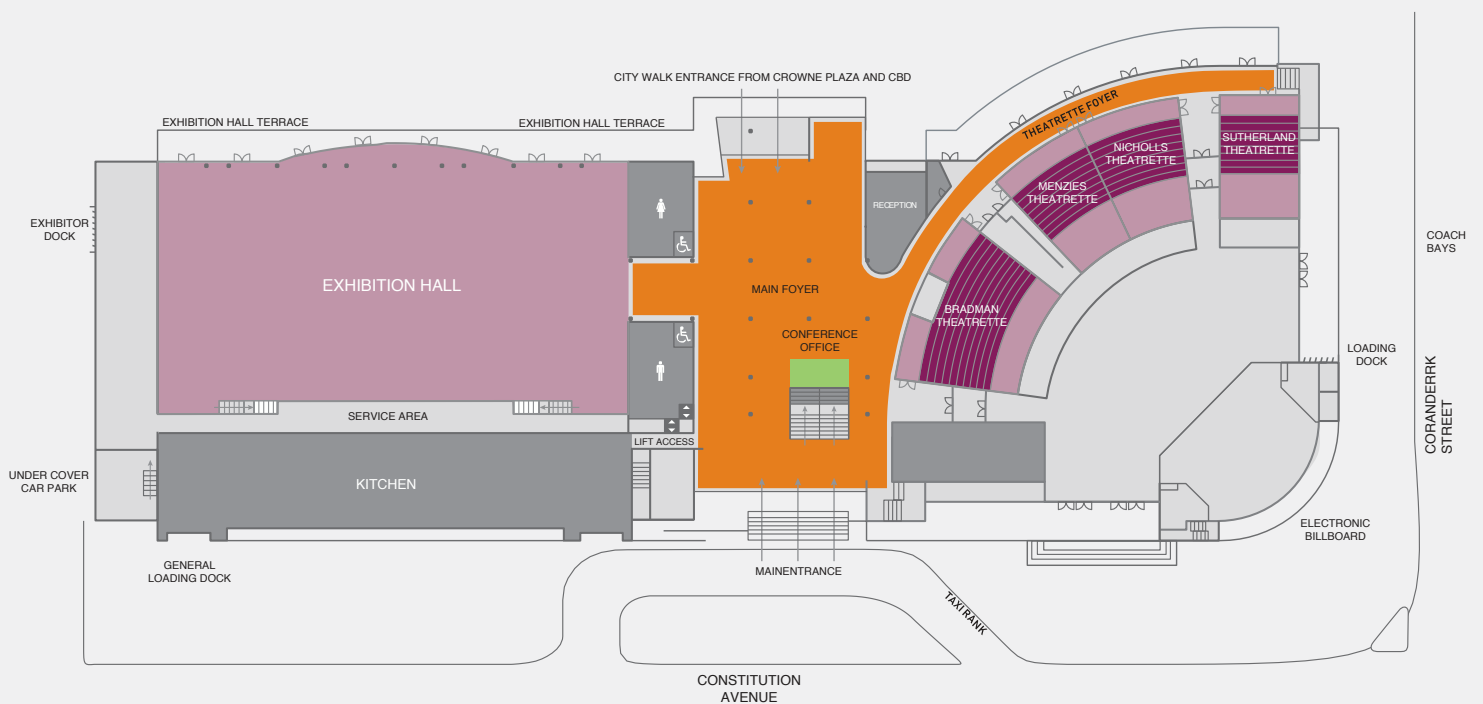 CITY WALK ENTRANCE FROM CROWNE PLAZA AND CBD
EXHIBITION HALL TERRACE
EXHIBITION HALL TERRACE
THEATRETTE FOYER
SUTHERLAND
THEATRETTE
NICHOLLS
THEATRETTE
MENZIES
THEATRETTE
RECEPTION
EXHIBITOR
DOCK
COACH
BAYS
EXHIBITION HALL
MAIN FOYER
BRADMAN
THEATRETTE
CONFERENCE
OFFICE
LOADING
DOCK
CORANDERRK
STREET
SERVICE AREA
LIFT ACCESS
UNDER COVER
CAR PARK
KITCHEN
ELECTRONIC
BILLBOARD
GENERAL
LOADING DOCK
MAINENTRANCE
TAXI RANK
CONSTITUTION
AVENUE